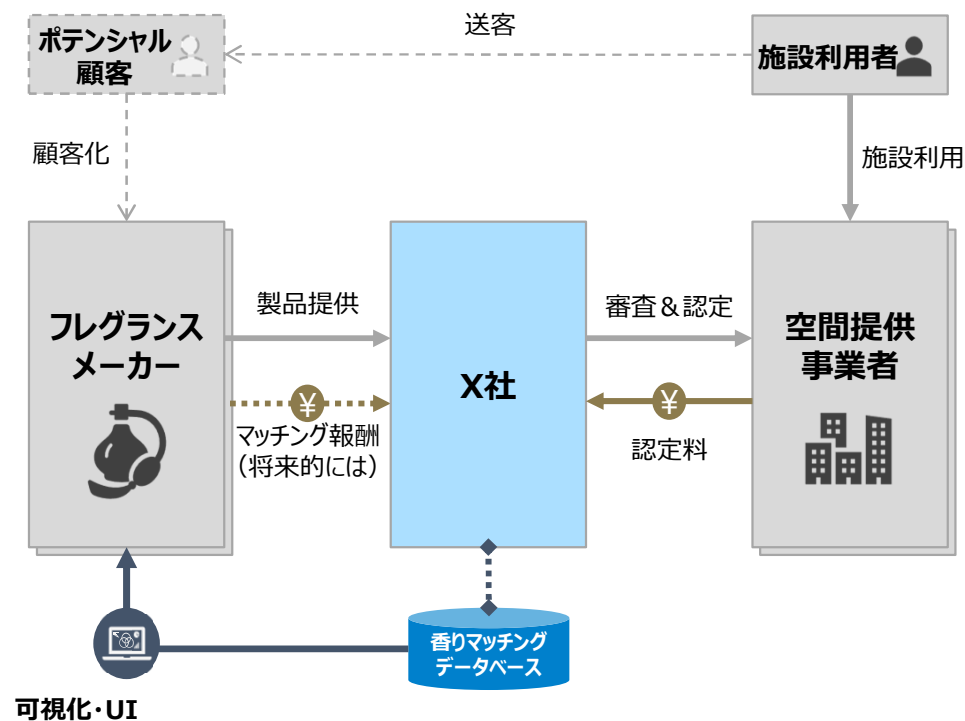 送客
ポテンシャル
顧客
施設利用者
顧客化
施設利用
フレグランス
メーカー
製品提供
¥
マッチング報酬
（将来的には）
X社
審査＆認定
¥
認定料
空間提供
事業者
香りマッチング
データベース
可視化・UI